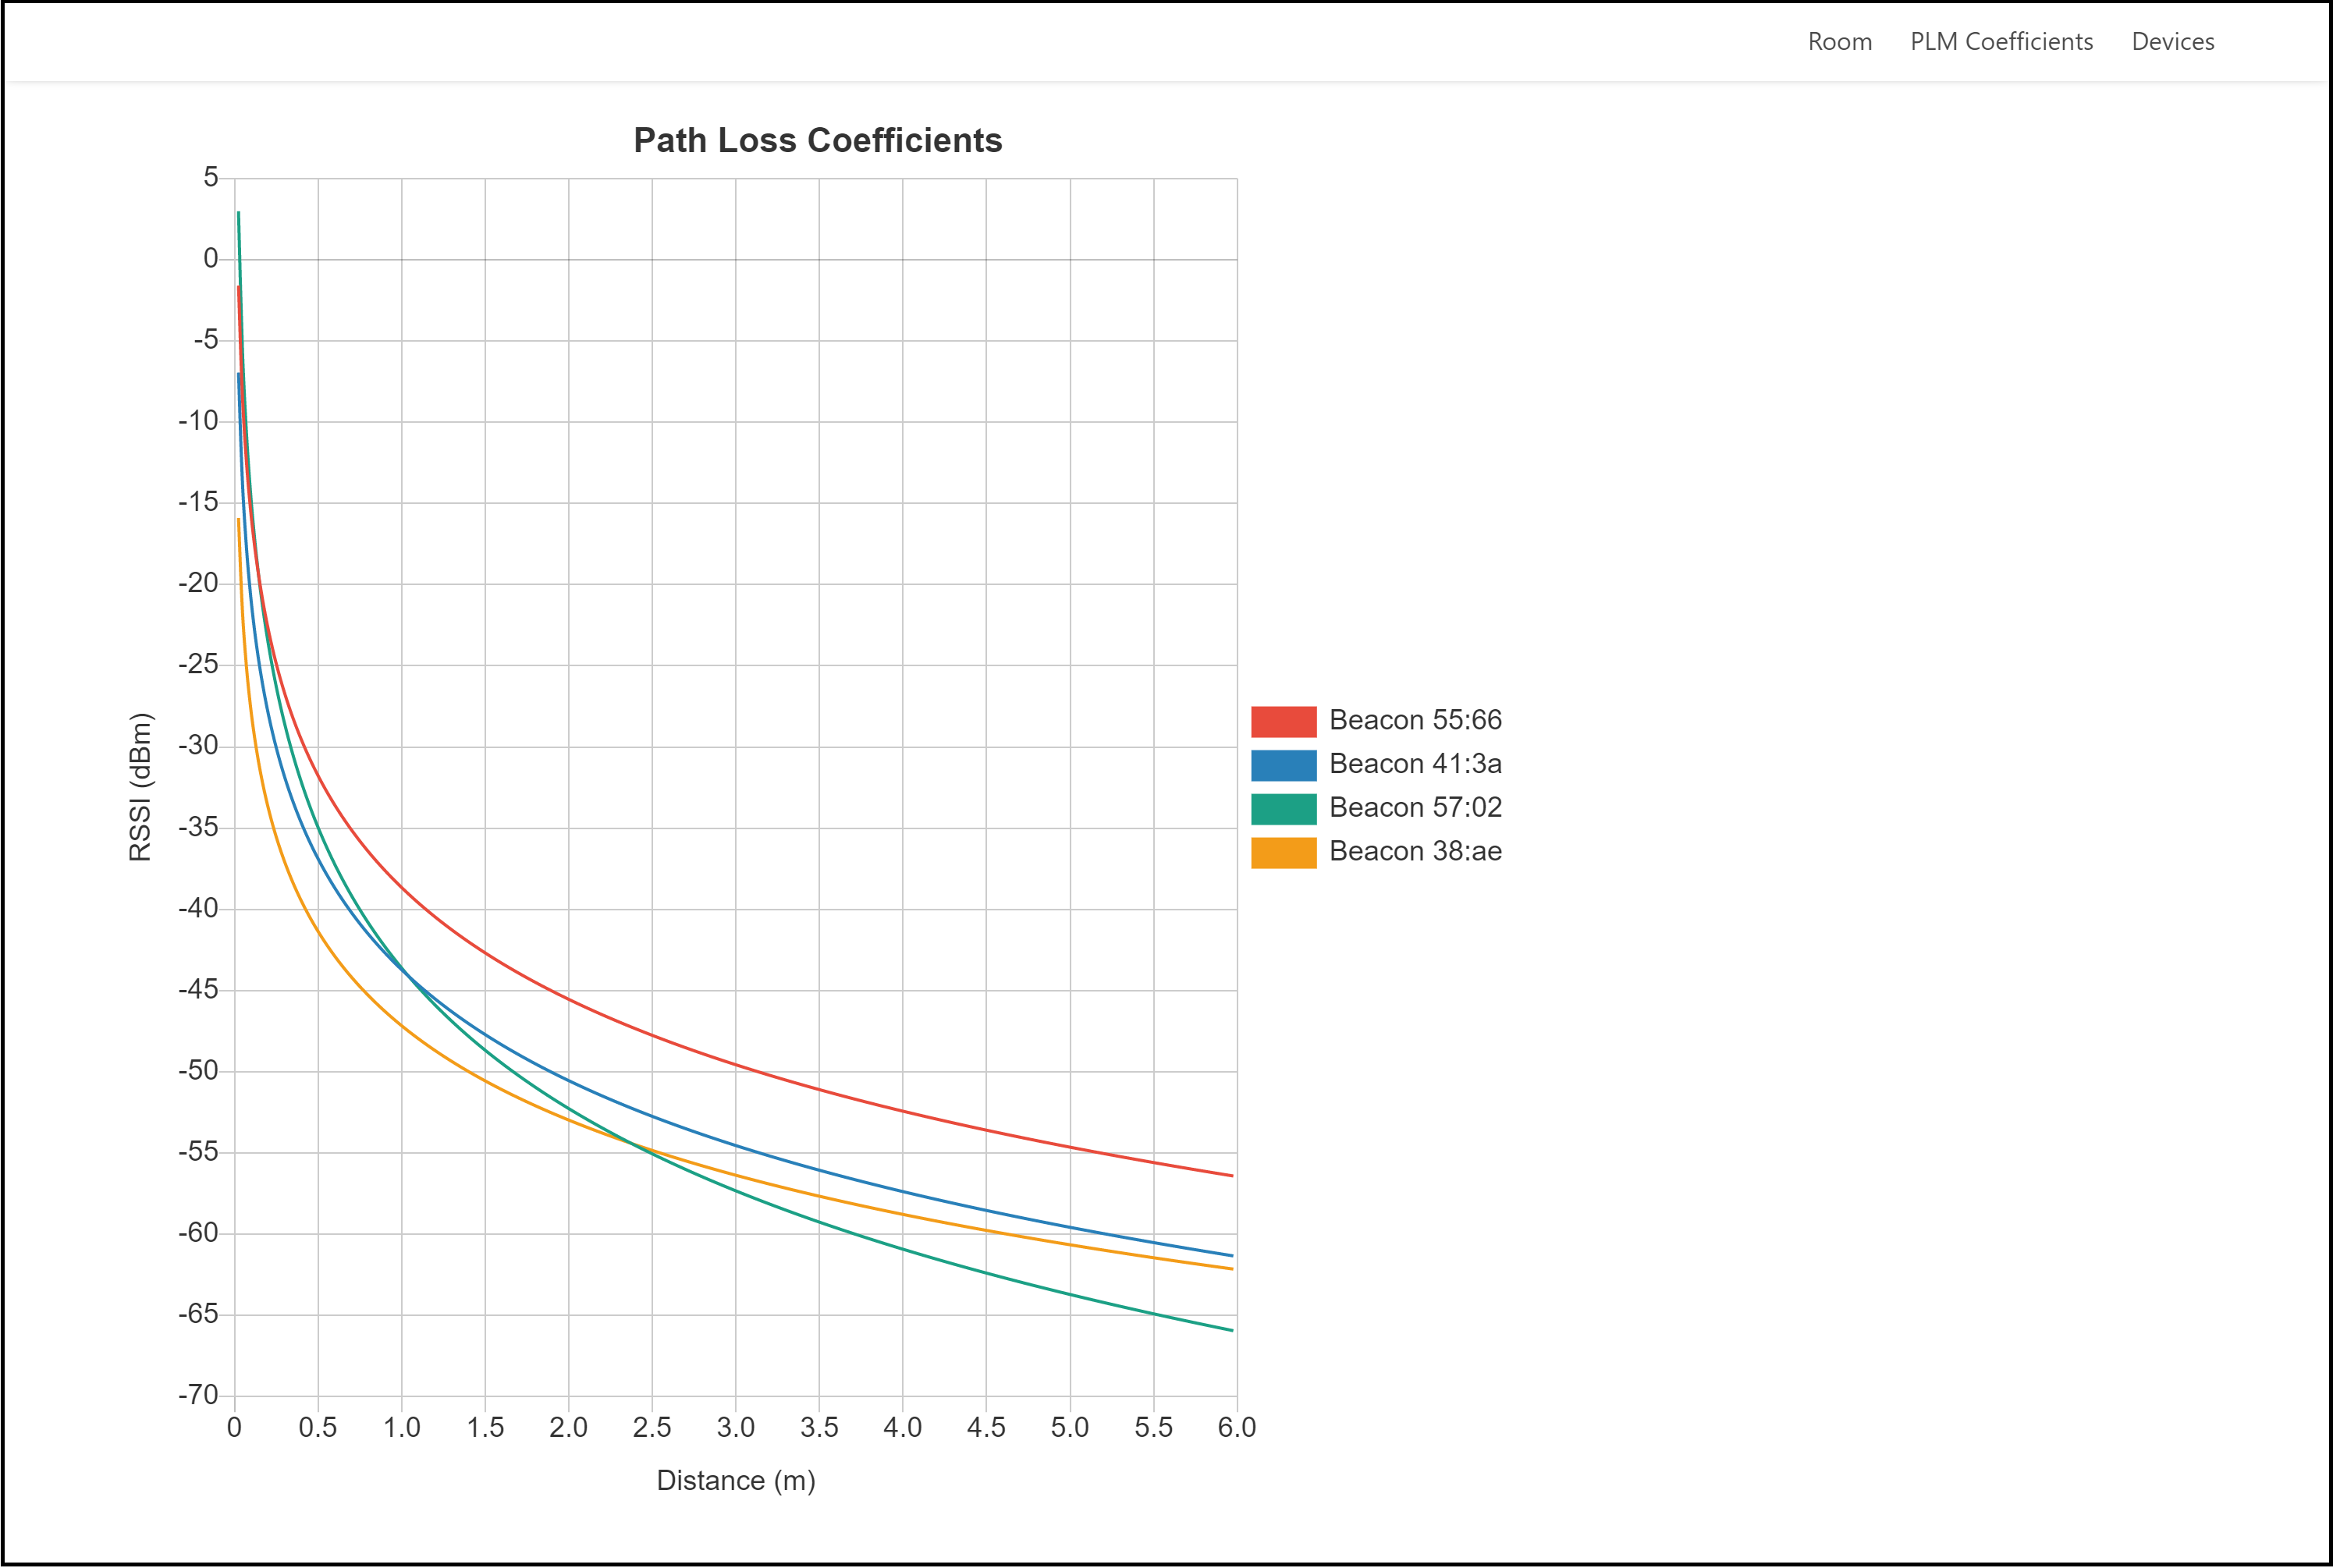 Room PLM Coefficients Devices
Path Loss Coefficients
5
0
-5
-10
-15
-20
-25
-30
-35
-40
-45
-50
-55
-60
-65
-70
RSSI (dBm)
Beacon 55:66
Beacon 41:3a
Beacon 57:02
Beacon 38:ae
0 0.5 1.0 1.5 2.0 2.5 3.0 3.5 4.0 4.5 5.0 5.5 6.0
Distance (m)